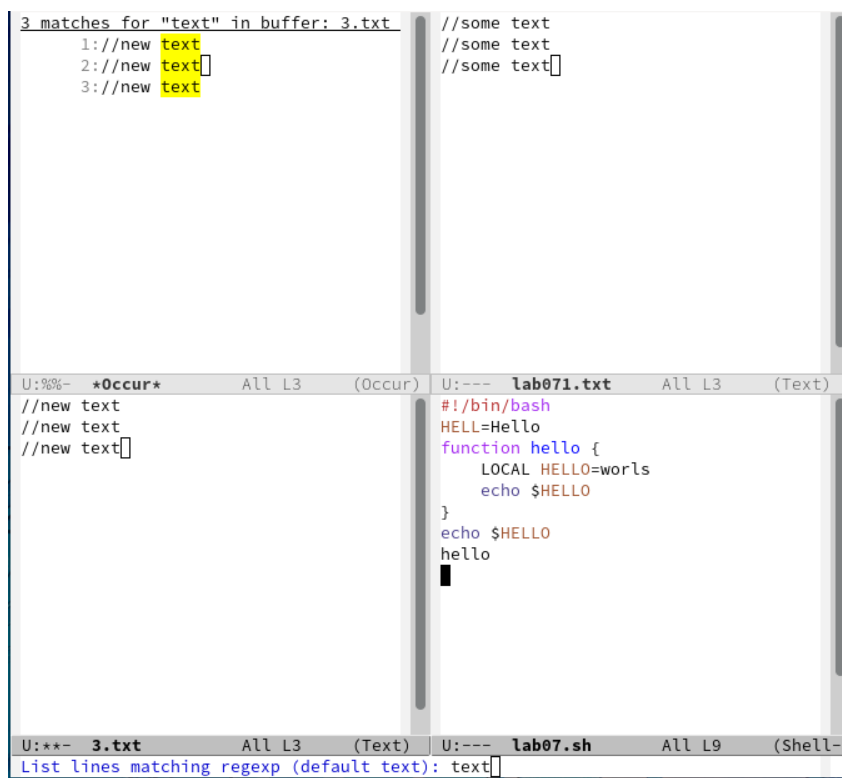 3 matches for "text" in buffer: 3.txt
1://new text
2://new text
3://new text
U:%%-  *Occur*        All L3     (Occur)
//some text
//some text
//some text
U:---  lab071.txt     All L3     (Text)
//new text
//new text
//new text
U:**-  3.txt          All L3     (Text)
#!/bin/bash
HELL=Hello
function hello {
    LOCAL HELLO=worls
    echo $HELLO
}
echo $HELLO
hello
U:---  lab07.sh       All L9     (Shell-
List lines matching regexp (default text): text